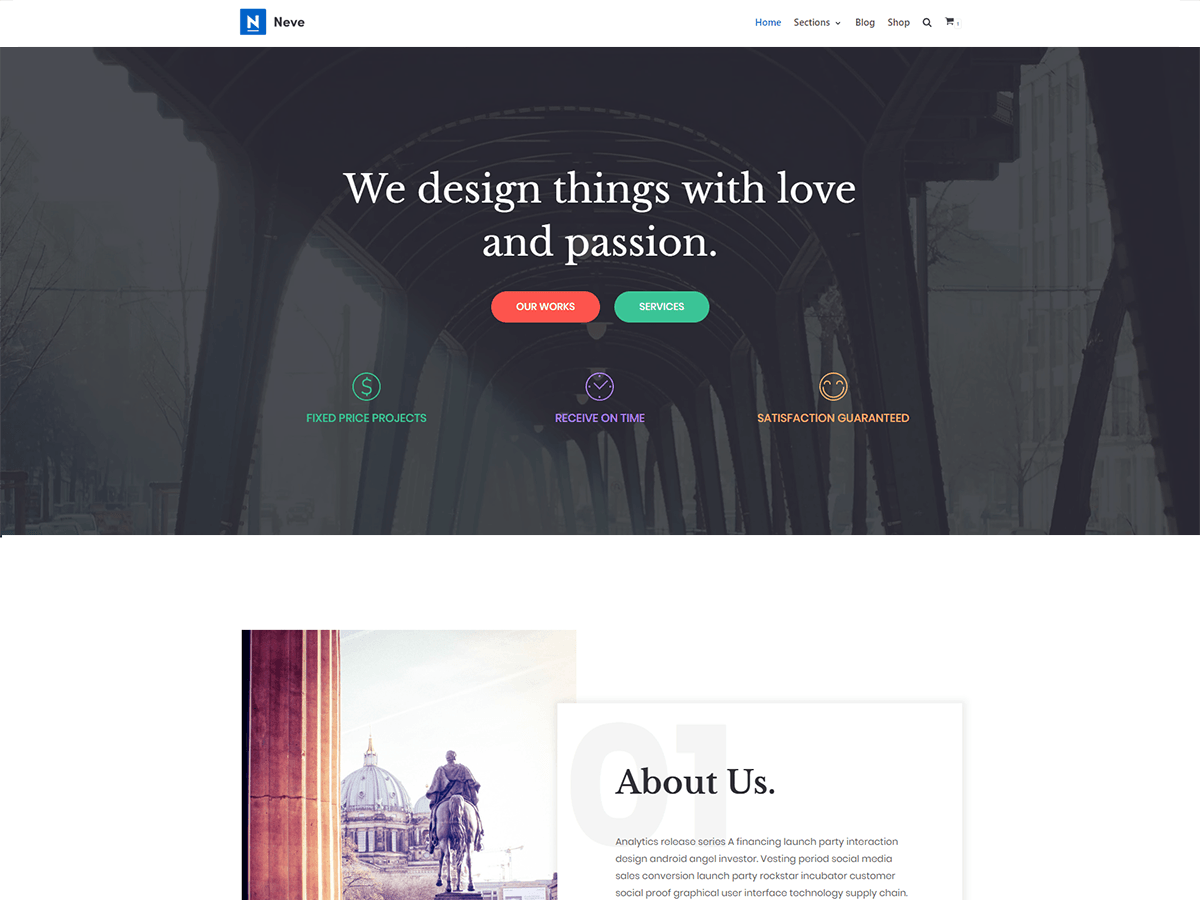 N Neve
Home Sections Blog Shop 1
We design things with love
and passion.
OUR WORKS SERVICES
$
FIXED PRICE PROJECTS RECEIVE ON TIME SATISFACTION GUARANTEED
01
About Us.
Analytics release series A financing launch party interaction
design android angel investor. Vesting period social media
sales conversion launch party rockstar incubator customer
social proof graphical user interface technology supply chain.